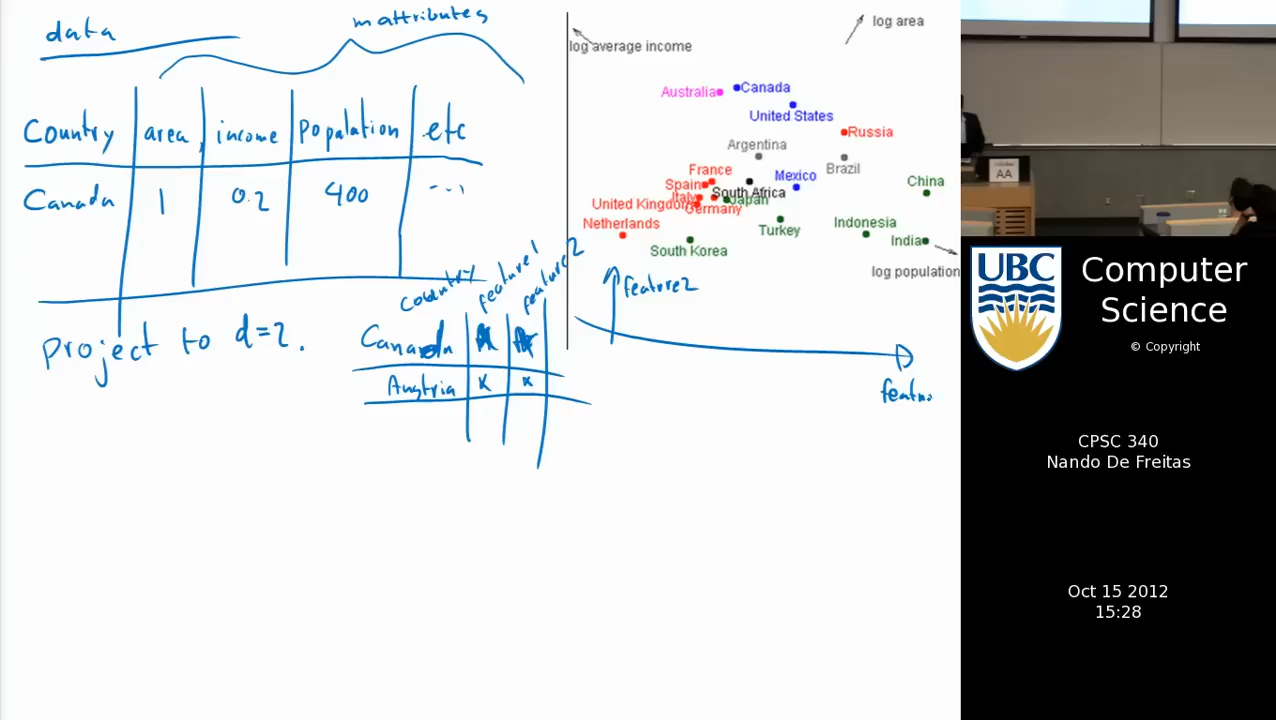 data
m attributes
Country area income population etc
Canada 1 0.2 400 ...
project to d=2.
country feature1 feature2
Canada
Austria x x
log area
log average income
Australia
Canada
United States
Russia
Argentina
Brazil
France
Spain
South Africa
Mexico
China
Italy
Japan
United Kingdom
Germany
Netherlands
Turkey
Indonesia
South Korea
India
log population
feature2
featu
AA
UBC
Computer
Science
© Copyright
CPSC 340
Nando De Freitas
Oct 15 2012
15:28